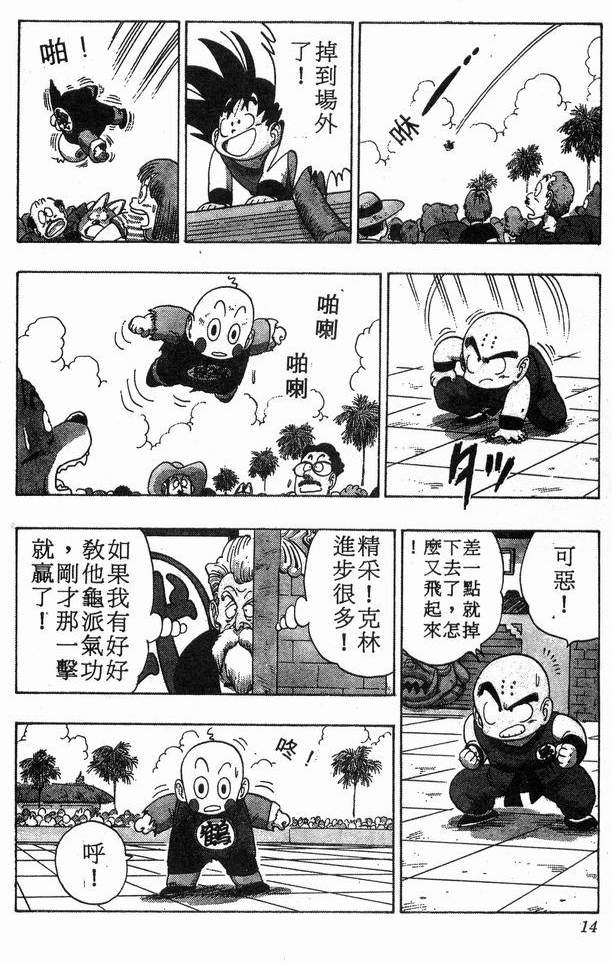 掉到場外
了！
啪！
ダッ
啪喇
啪喇
可惡！
差一點就掉
下去了，怎
麼又飛起來
！
精采！克林
進步很多！
如果我有好好
教他龜派氣功
，剛才那一擊
就贏了！
咚！
鶴
呼！
14